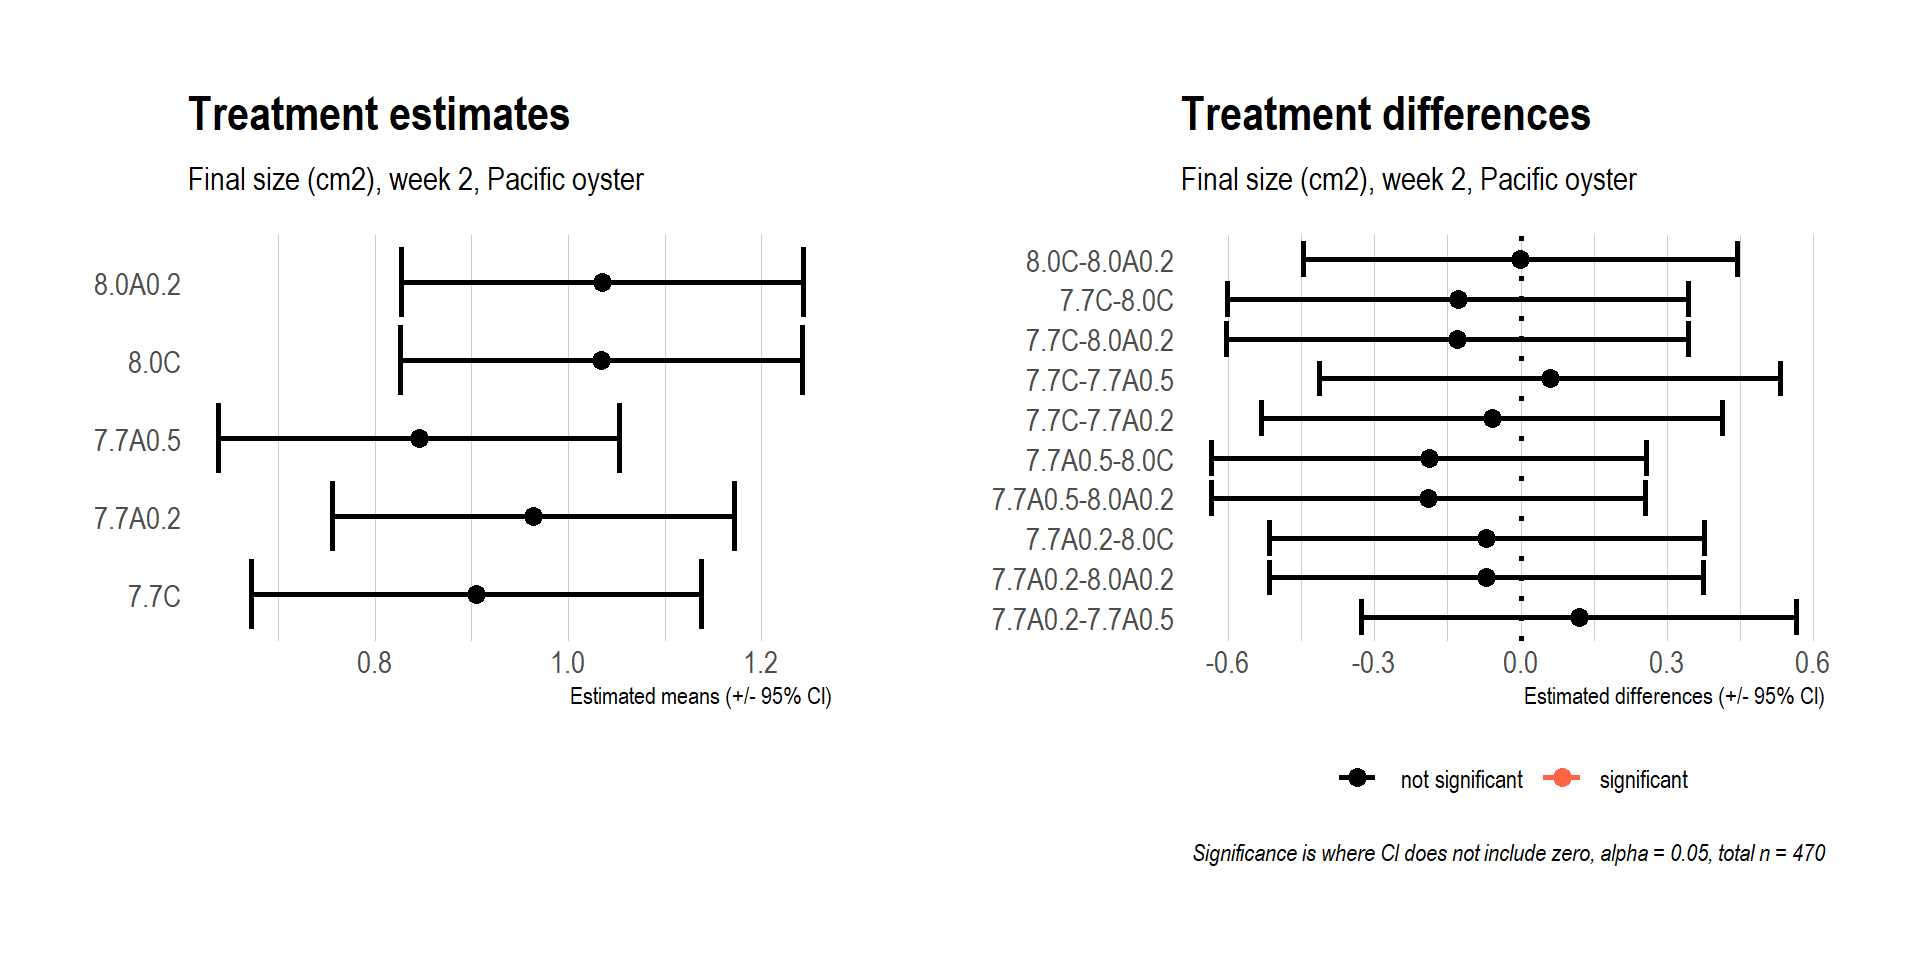 Treatment estimates
Final size (cm2), week 2, Pacific oyster
8.0A0.2
8.0C
7.7A0.5
7.7A0.2
7.7C
0.8 1.0 1.2
Estimated means (+/- 95% CI)
Treatment differences
Final size (cm2), week 2, Pacific oyster
8.0C-8.0A0.2
7.7C-8.0C
7.7C-8.0A0.2
7.7C-7.7A0.5
7.7C-7.7A0.2
7.7A0.5-8.0C
7.7A0.5-8.0A0.2
7.7A0.2-8.0C
7.7A0.2-8.0A0.2
7.7A0.2-7.7A0.5
-0.6 -0.3 0.0 0.3 0.6
Estimated differences (+/- 95% CI)
not significant significant
Significance is where CI does not include zero, alpha = 0.05, total n = 470